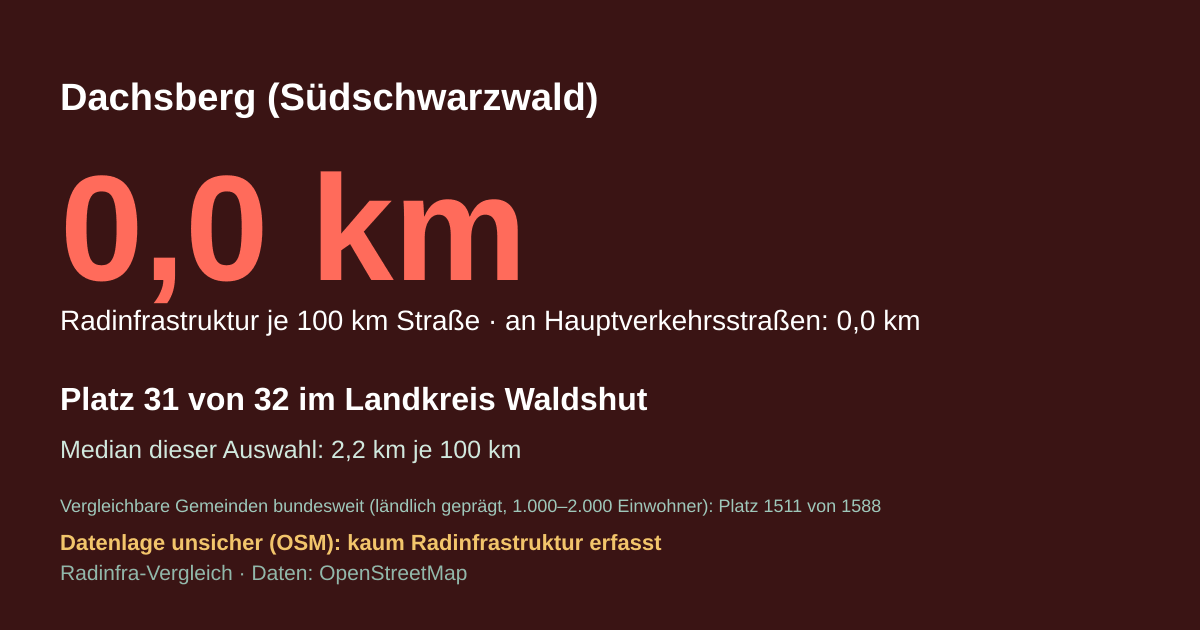 Dachsberg (Südschwarzwald)
0,0 km
Radinfrastruktur je 100 km Straße · an Hauptverkehrsstraßen: 0,0 km
Platz 31 von 32 im Landkreis Waldshut
Median dieser Auswahl: 2,2 km je 100 km
Vergleichbare Gemeinden bundesweit (ländlich geprägt, 1.000–2.000 Einwohner): Platz 1511 von 1588
Datenlage unsicher (OSM): kaum Radinfrastruktur erfasst
Radinfra-Vergleich · Daten: OpenStreetMap